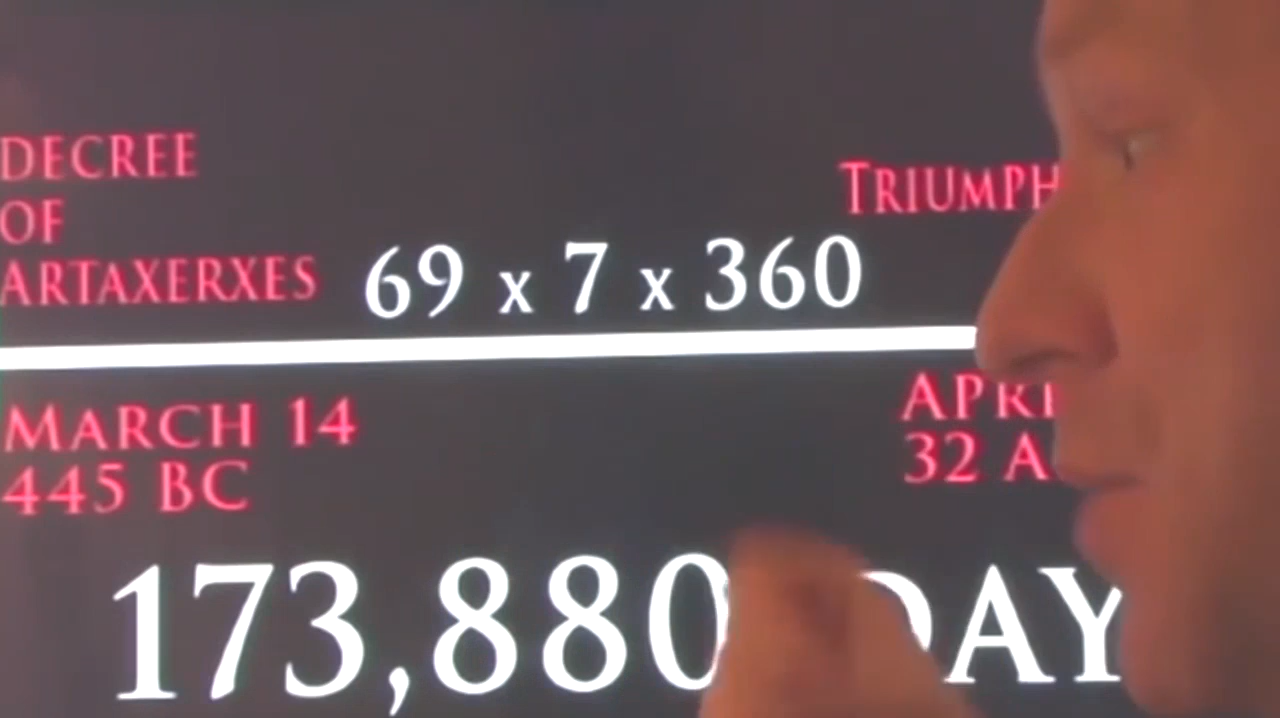 DECREE
OF
ARTAXERXES
69 x 7 x 360
TRIUMPH
MARCH 14
445 BC
32
173,880